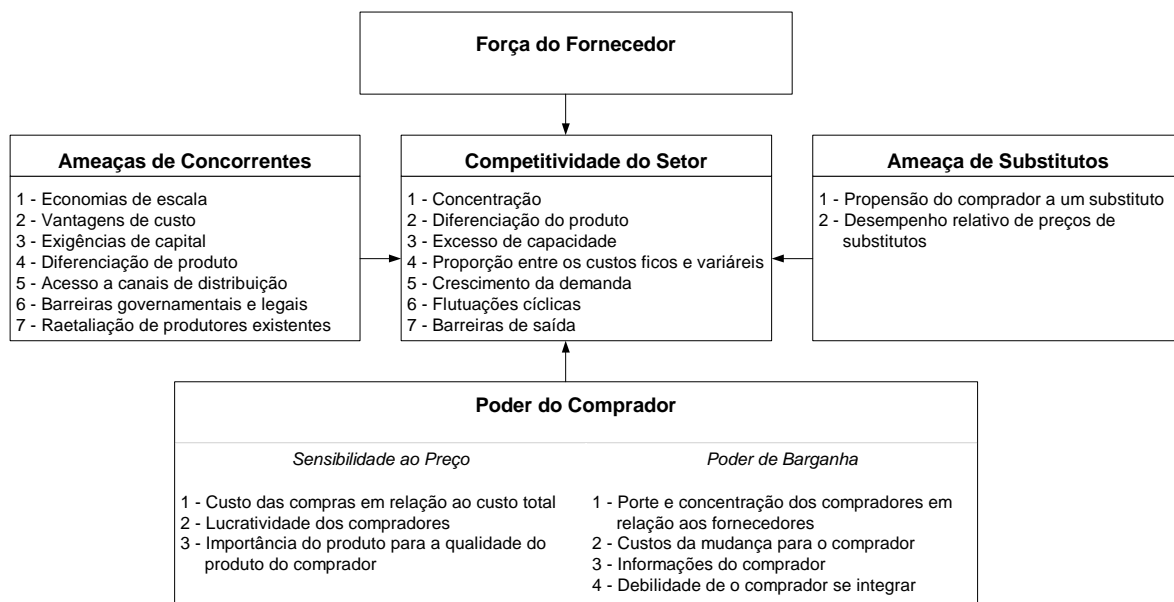 Força do Fornecedor
Ameaças de Concorrentes
1 - Economias de escala
2 - Vantagens de custo
3 - Exigências de capital
4 - Diferenciação de produto
5 - Acesso a canais de distribuição
6 - Barreiras governamentais e legais
7 - Raetaliação de produtores existentes
Competitividade do Setor
1 - Concentração
2 - Diferenciação do produto
3 - Excesso de capacidade
4 - Proporção entre os custos ficos e variáreis
5 - Crescimento da demanda
6 - Flutuações cíclicas
7 - Barreiras de saída
Ameaça de Substitutos
1 - Propensão do comprador a um substituto
2 - Desempenho relativo de preços de
substitutos
Poder do Comprador
Sensibilidade ao Preço
1 - Custo das compras em relação ao custo total
2 - Lucratividade dos compradores
3 - Importância do produto para a qualidade do
produto do comprador
Poder de Barganha
1 - Porte e concentração dos compradores em
relação aos fornecedores
2 - Custos da mudança para o comprador
3 - Informações do comprador
4 - Debilidade de o comprador se integrar